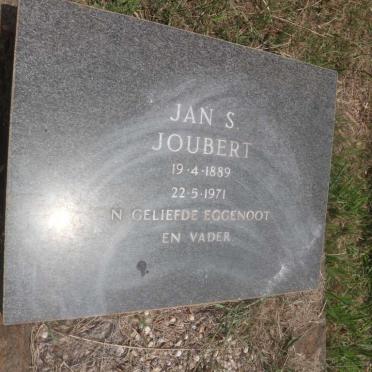 JAN S.
JOUBERT
19·4·1889
22·5·1971
'N GELIEFDE EGGENOOT
EN VADER